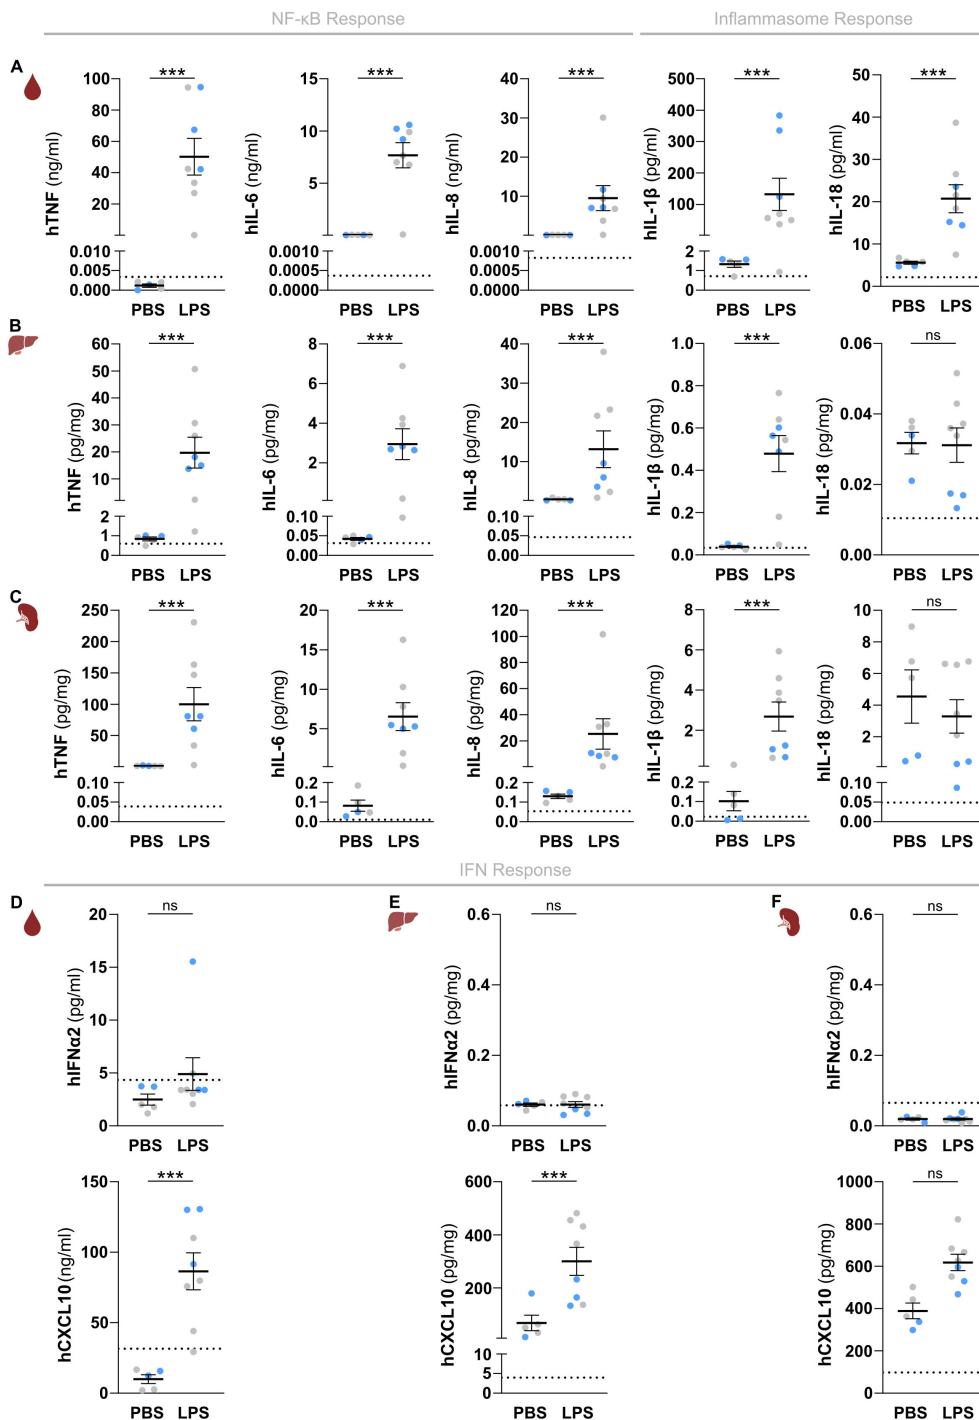 NF-κB Response
Inflammasome Response
A
***
***
***
***
***
hTNF (ng/ml)
100
80
60
40
20
0
0.010
0.005
0.000
PBS LPS
hIL-6 (ng/ml)
15
10
5
0.0010
0.0005
0.0000
PBS LPS
hIL-8 (ng/ml)
40
30
20
10
0.0010
0.0005
0.0000
PBS LPS
hIL-1β (pg/ml)
500
400
300
200
100
2
1
0
PBS LPS
hIL-18 (pg/ml)
50
40
30
20
10
0
PBS LPS
B
***
***
***
***
ns
hTNF (pg/mg)
60
50
40
30
20
10
2
1
0
PBS LPS
hIL-6 (pg/mg)
8
6
4
2
0.10
0.05
0.00
PBS LPS
hIL-8 (pg/mg)
40
30
20
10
0.10
0.05
0.00
PBS LPS
hIL-1β (pg/mg)
1.0
0.8
0.6
0.4
0.2
0.0
PBS LPS
hIL-18 (pg/mg)
0.06
0.04
0.02
0.00
PBS LPS
C
***
***
***
***
ns
hTNF (pg/mg)
250
200
150
100
50
0.10
0.05
0.00
PBS LPS
hIL-6 (pg/mg)
20
15
10
5
0.2
0.1
0.0
PBS LPS
hIL-8 (pg/mg)
120
100
80
60
40
20
0.2
0.1
0.0
PBS LPS
hIL-1β (pg/mg)
8
6
4
2
0.2
0.1
0.0
PBS LPS
hIL-18 (pg/mg)
10
8
6
4
2
0.10
0.05
0.00
PBS LPS
IFN Response
D
ns
hIFNα2 (pg/ml)
20
15
10
5
0
PBS LPS
E
ns
hIFNα2 (pg/mg)
0.6
0.4
0.2
0.0
PBS LPS
F
ns
hIFNα2 (pg/mg)
0.6
0.4
0.2
0.0
PBS LPS
***
hCXCL10 (ng/ml)
150
100
50
0
PBS LPS
***
hCXCL10 (pg/mg)
600
400
200
10
5
0
PBS LPS
ns
hCXCL10 (pg/mg)
1000
800
600
400
200
0
PBS LPS